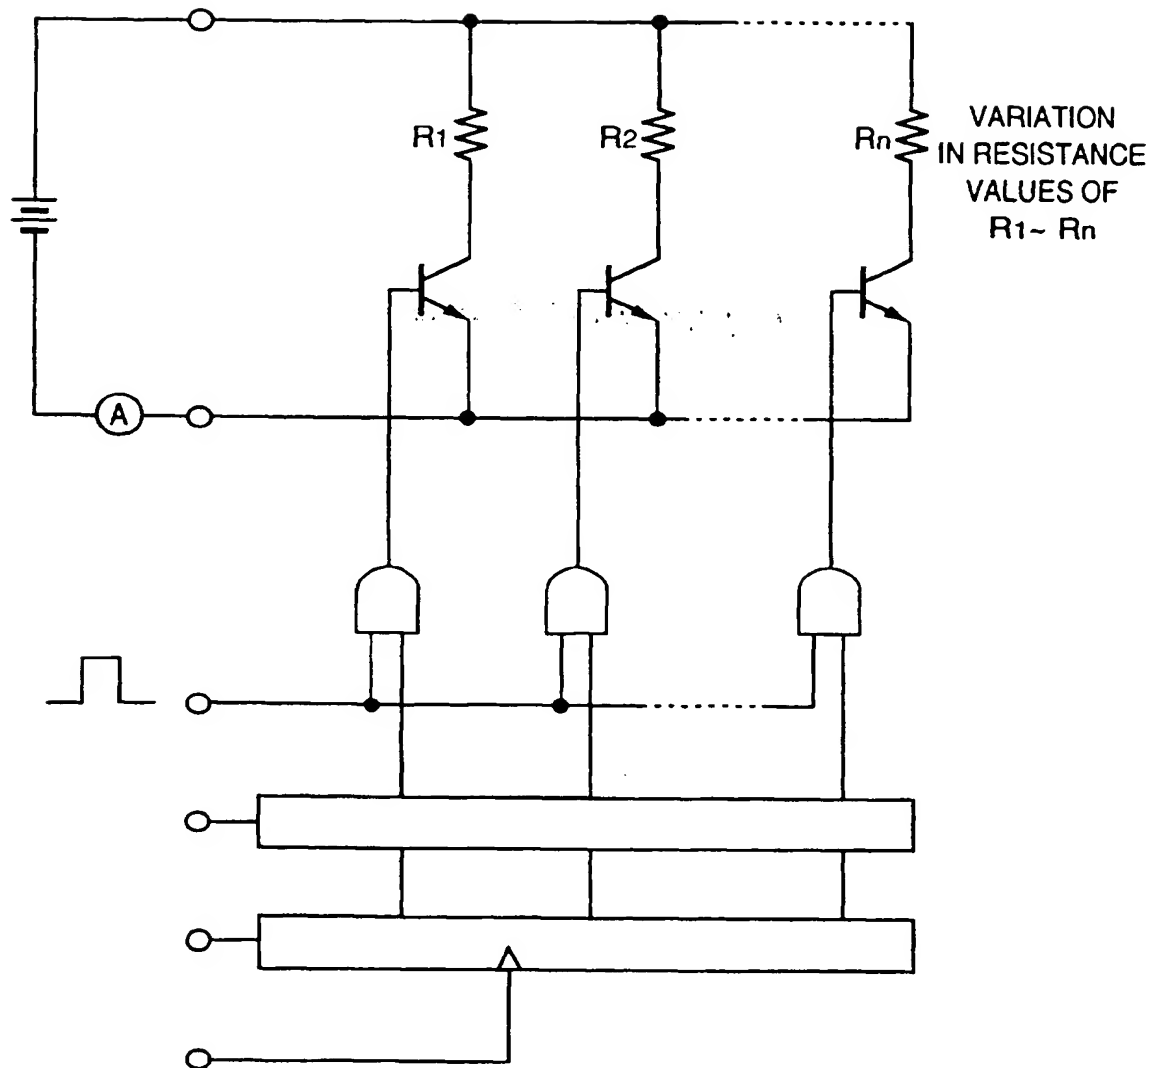 R1
R2
Rn
VARIATION
IN RESISTANCE
VALUES OF
R1~ Rn
A